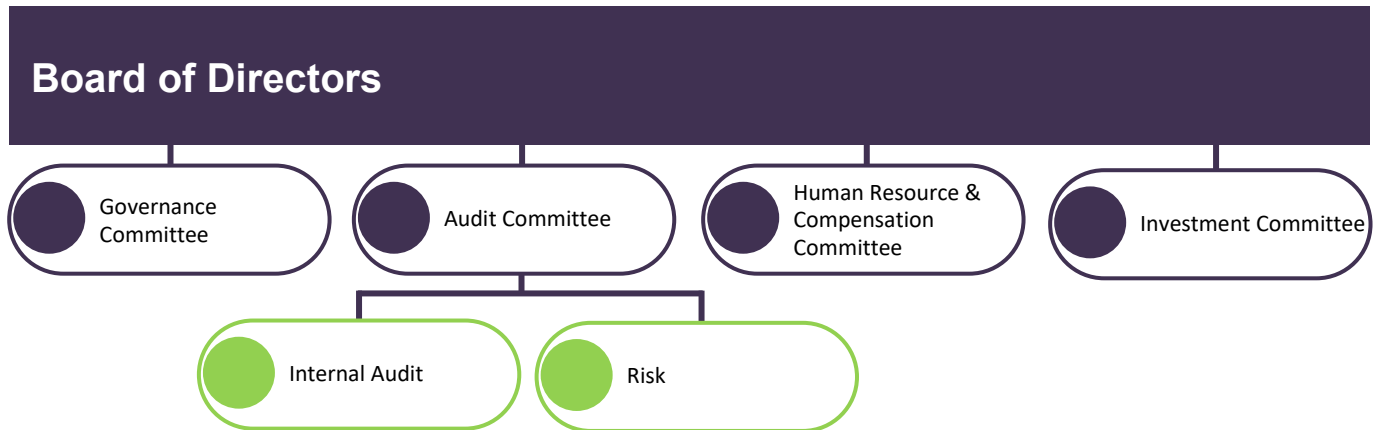 Board of Directors
Governance
Committee
Audit Committee
Human Resource &
Compensation
Committee
Investment Committee
Internal Audit
Risk